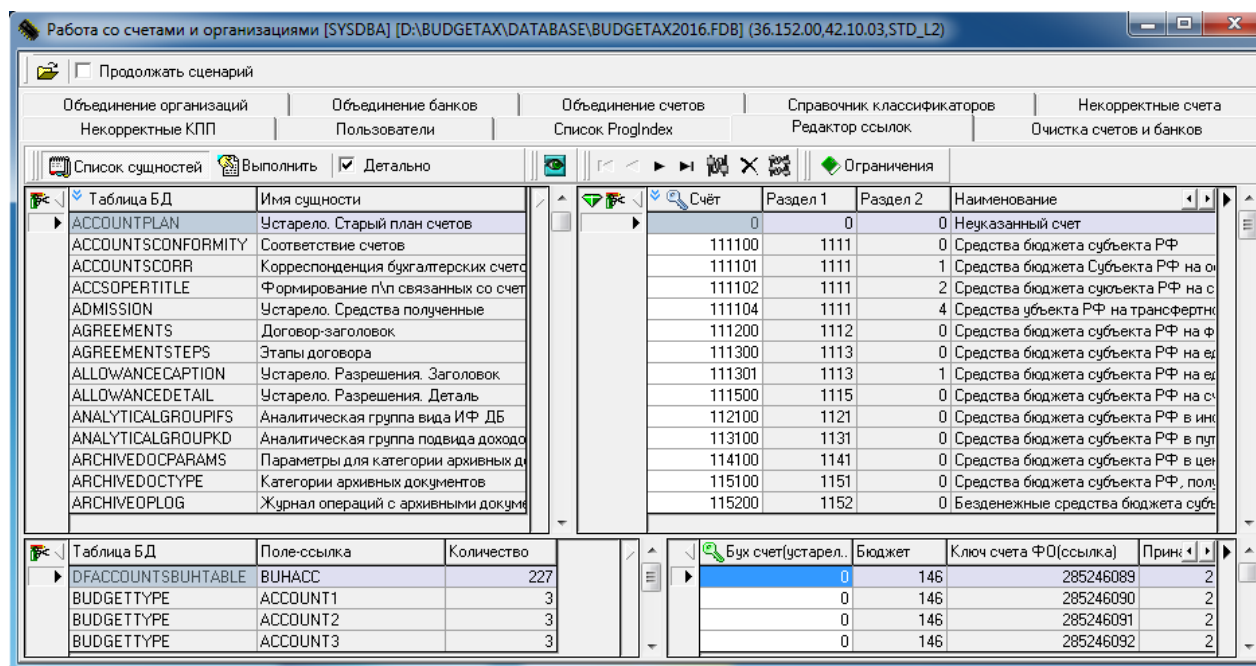 Работа со счетами и организациями [SYSDBA] [D:\BUDGETAX\DATABASE\BUDGETAX2016.FDB] (36.152.00,42.10.03,STD_L2)
Продолжать сценарий
Объединение организаций Объединение банков Объединение счетов Справочник классификаторов Некорректные счета
Некорректные КПП Пользователи Список ProgIndex Редактор ссылок Очистка счетов и банков
Список сущностей Выполнить Детально Ограничения
Таблица БД Имя сущности Счёт Раздел 1 Раздел 2 Наименование
ACCOUNTPLAN Устарело. Старый план счетов 0 0 0 Неуказанный счет
ACCOUNTSCONFORMITY Соответствие счетов 111100 1111 0 Средства бюджета субъекта РФ
ACCOUNTSCORR Корреспонденция бухгалтерских счетс 111101 1111 1 Средства бюджета Субъекта РФ на о
ACCSOPERTITLE Формирование п\п связанных со счет 111102 1111 2 Средства бюджета сукъекта РФ на с
ADMISSION Устарело. Средства полученные 111104 1111 4 Средства убъекта РФ на трансфертн
AGREEMENTS Договор-заголовок 111200 1112 0 Средства бюджета субъекта РФ на ф
AGREEMENTSTEPS Этапы договора 111300 1113 0 Средства бюджета субъекта РФ на ед
ALLOWANCECAPTION Устарело. Разрешения. Заголовок 111301 1113 1 Средства бюджета субъекта РФ на ед
ALLOWANCEDETAIL Устарело. Разрешения. Деталь 111500 1115 0 Средства бюджета субъекта РФ на сч
ANALYTICALGROUPIFS Аналитическая группа вида ИФ ДБ 112100 1121 0 Средства бюджета субъекта РФ в ин
ANALYTICALGROUPKD Аналитическая группа подвида доходо 113100 1131 0 Средства бюджета субъекта РФ в пут
ARCHIVEDOCPARAMS Параметры для категории архивных д 114100 1141 0 Средства бюджета субъекта РФ в цен
ARCHIVEDOCTYPE Категории архивных документов 115100 1151 0 Средства бюджета субъекта РФ, полу
ARCHIVEOPLOG Журнал операций с архивными докуме 115200 1152 0 Безденежные средства бюджета субъ
Таблица БД Поле-ссылка Количество Бух счет(устарел.. Бюджет Ключ счета ФО(ссылка) Прина
DFACCOUNTSBUHTABLE BUHACC 227 0 146 285246089 2
BUDGETTYPE ACCOUNT1 3 0 146 285246090 2
BUDGETTYPE ACCOUNT2 3 0 146 285246091 2
BUDGETTYPE ACCOUNT3 3 0 146 285246092 2